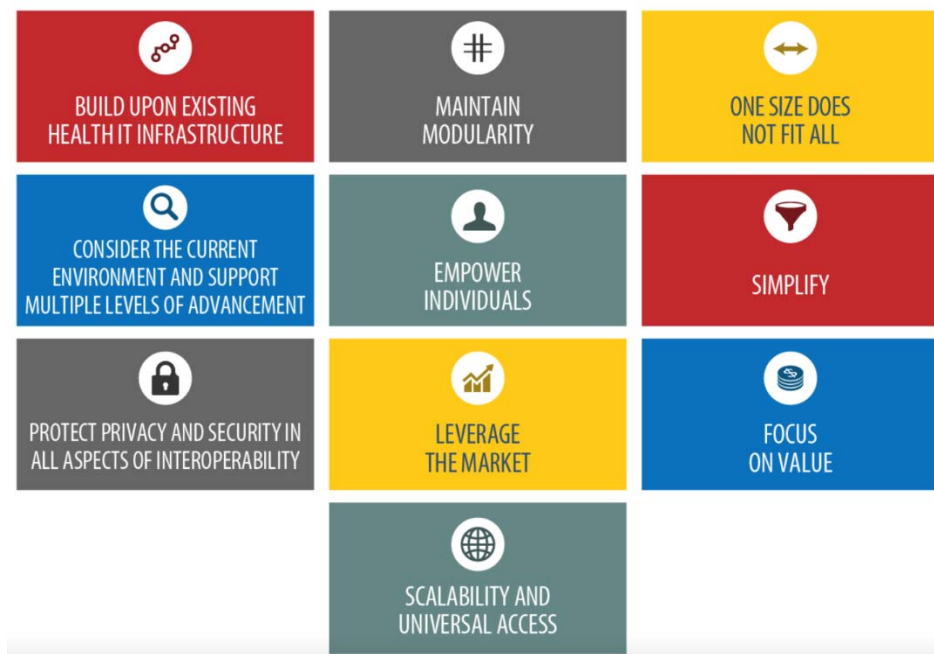 BUILD UPON EXISTING
HEALTH IT INFRASTRUCTURE
MAINTAIN
MODULARITY
ONE SIZE DOES
NOT FIT ALL
CONSIDER THE CURRENT
ENVIRONMENT AND SUPPORT
MULTIPLE LEVELS OF ADVANCEMENT
EMPOWER
INDIVIDUALS
SIMPLIFY
PROTECT PRIVACY AND SECURITY IN
ALL ASPECTS OF INTEROPERABILITY
LEVERAGE
THE MARKET
FOCUS
ON VALUE
SCALABILITY AND
UNIVERSAL ACCESS